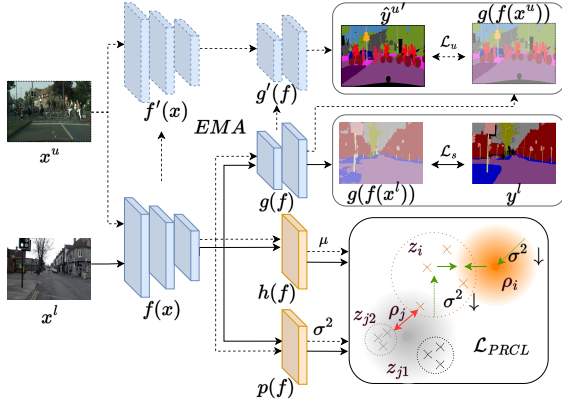 ŷ^{u'}
g(f(x^u))
𝓛_u
f'(x)
g'(f)
x^u
EMA
g(f)
g(f(x^l))
𝓛_s
y^l
x^l
f(x)
μ
h(f)
σ^2
p(f)
z_i
σ^2 ↓
ρ_i
σ^2 ↓
ρ_j
z_{j2}
z_{j1}
𝓛_{PRCL}